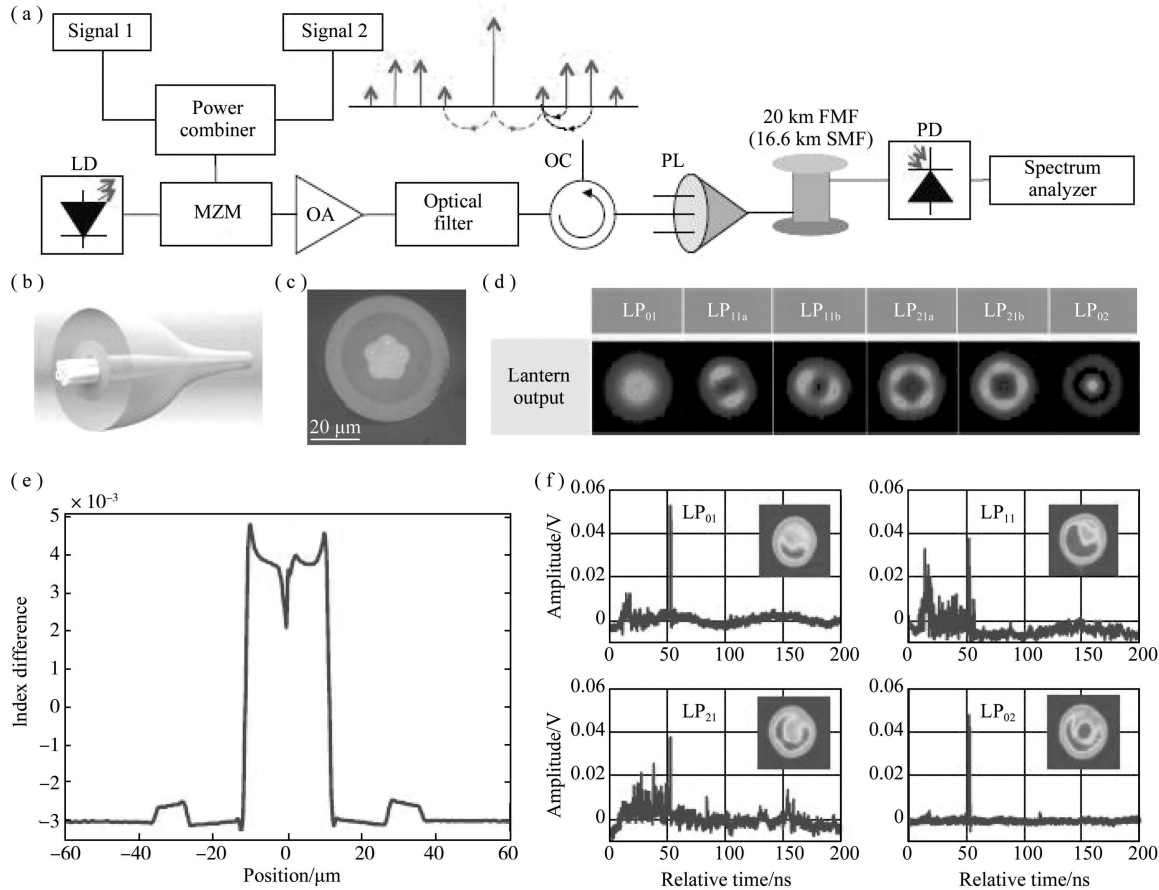 ( a )
Signal 1
Signal 2
Power
combiner
20 km FMF
(16.6 km SMF)
LD
OC
PL
PD
MZM
OA
Optical
filter
Spectrum
analyzer
( b )
( c )
( d )
20 μm
LP01 LP11a LP11b LP21a LP21b LP02
Lantern
output
( e )
× 10−3
5
4
3
2
1
0
−1
−2
−3
−60 −40 −20 0 20 40 60
Index difference
Position/μm
( f )
0.06
0.04
0.02
0
0 50 100 150 200
Amplitude/V
LP01
0.06
0.04
0.02
0
0 50 100 150 200
Amplitude/V
LP11
0.06
0.04
0.02
0
0 50 100 150 200
Amplitude/V
LP21
Relative time/ns
0.06
0.04
0.02
0
0 50 100 150 200
Amplitude/V
LP02
Relative time/ns